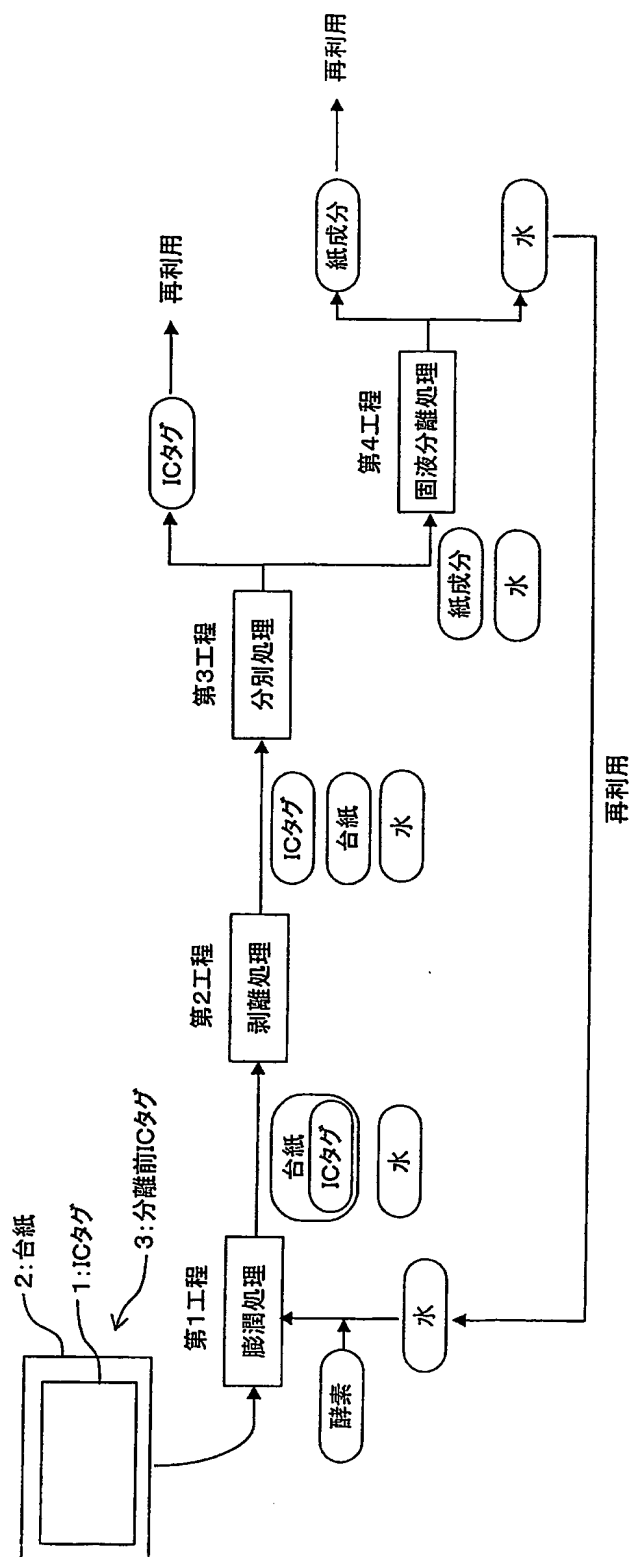 2:台紙
1:ICタグ
3:分離前ICタグ
第1工程
膨潤処理
酵素
水
台紙
ICタグ
水
第2工程
剥離処理
ICタグ
台紙
水
第3工程
分別処理
ICタグ
再利用
紙成分
水
第4工程
固液分離処理
紙成分
再利用
水
再利用